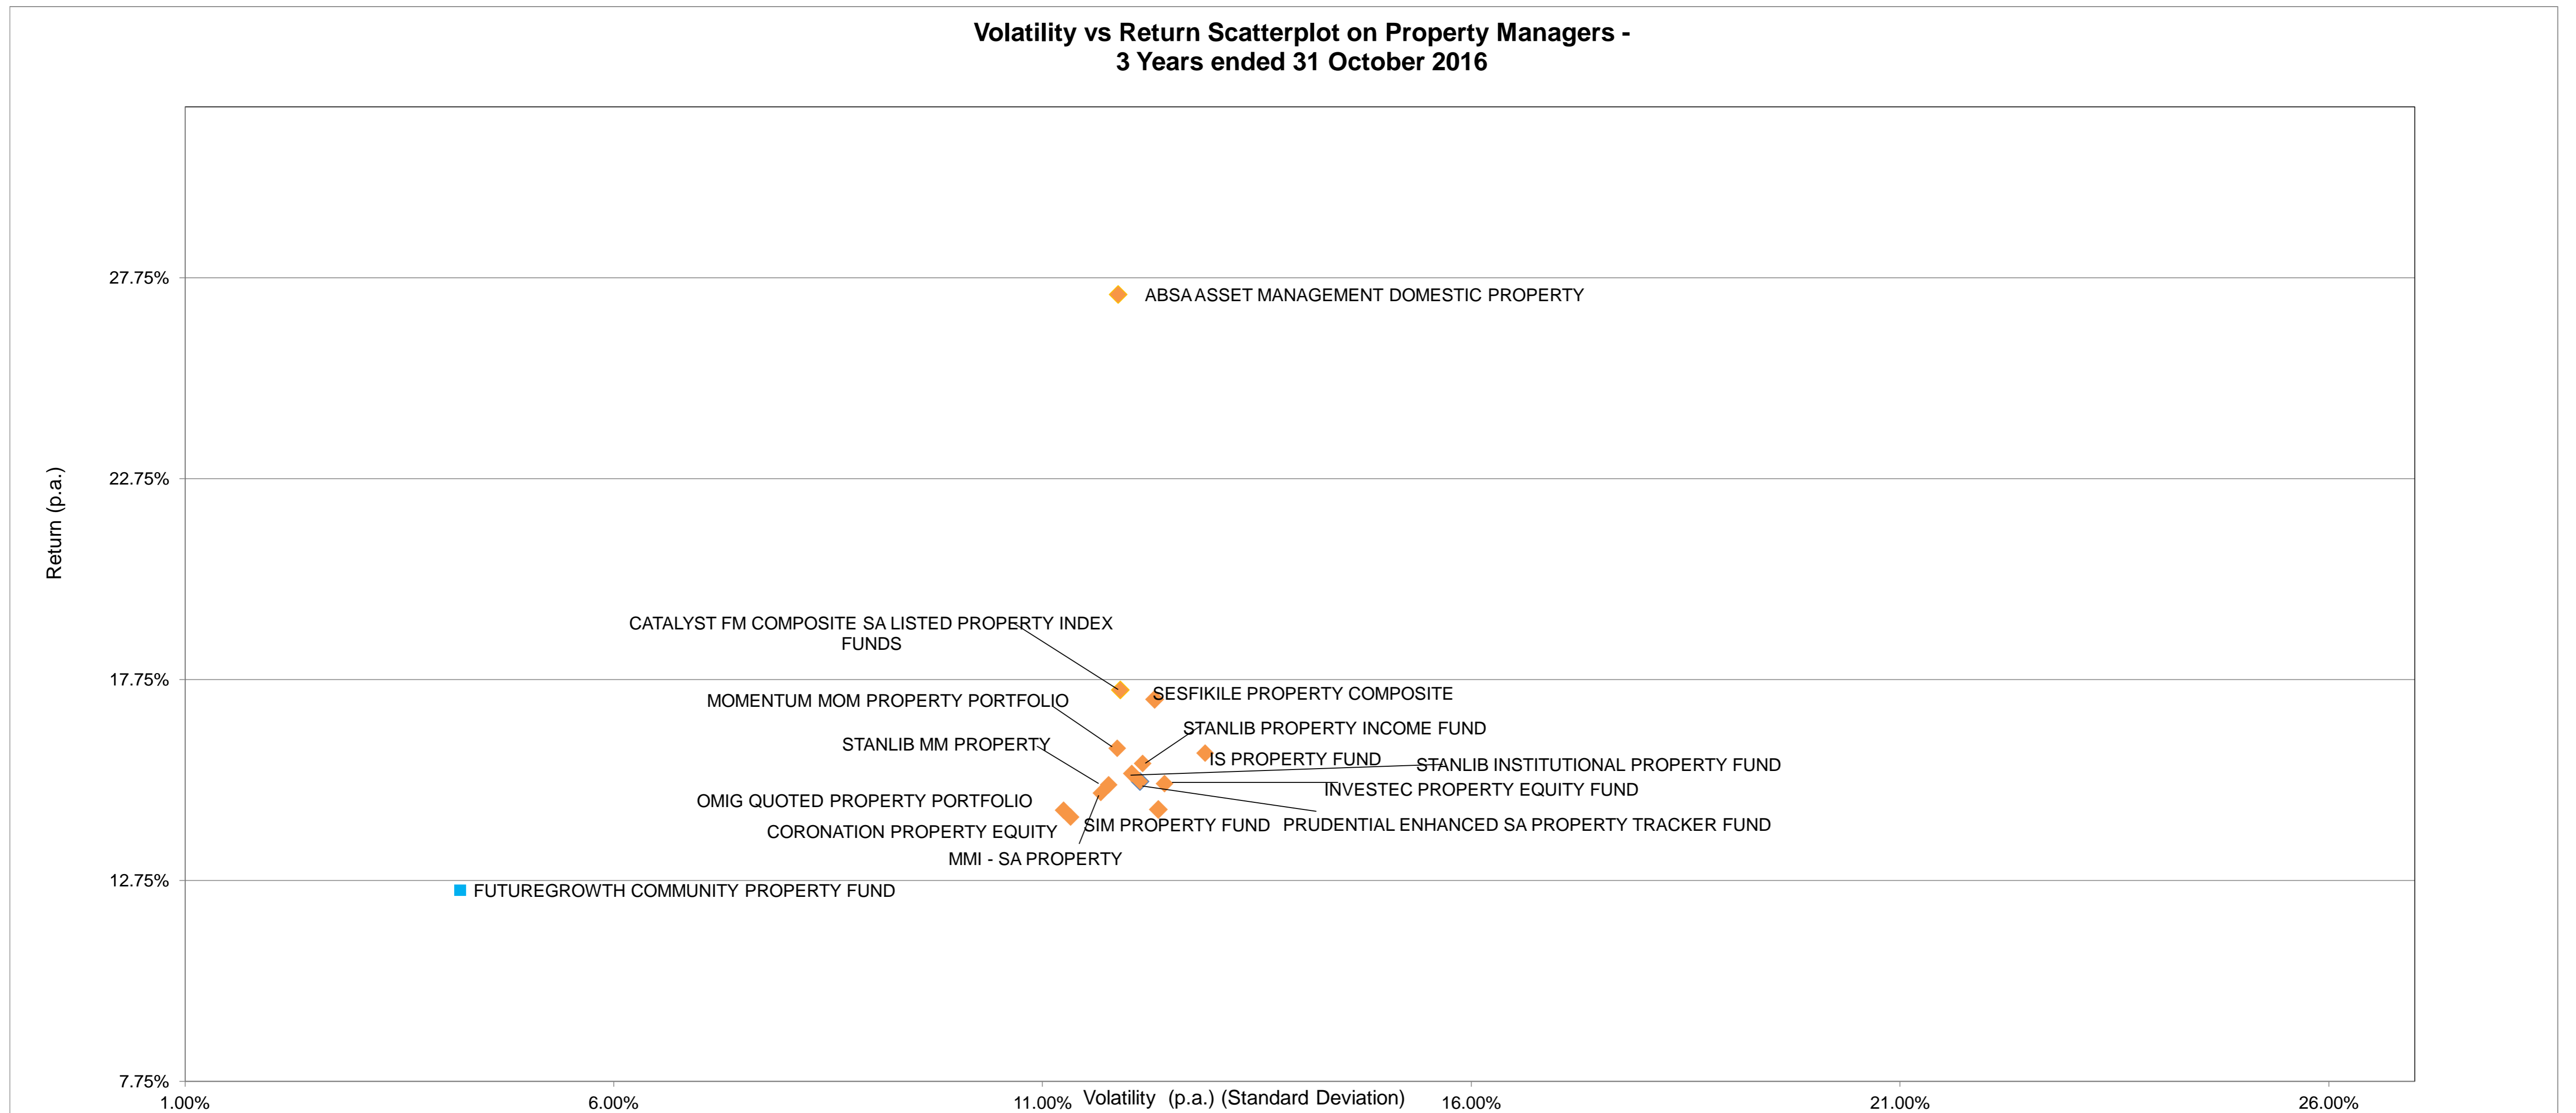 Volatility vs Return Scatterplot on Property Managers -
3 Years ended 31 October 2016
Return (p.a.)
27.75%
22.75%
17.75%
12.75%
7.75%
ABSA ASSET MANAGEMENT DOMESTIC PROPERTY
CATALYST FM COMPOSITE SA LISTED PROPERTY INDEX
FUNDS
SESFIKILE PROPERTY COMPOSITE
MOMENTUM MOM PROPERTY PORTFOLIO
STANLIB PROPERTY INCOME FUND
STANLIB MM PROPERTY
IS PROPERTY FUND
STANLIB INSTITUTIONAL PROPERTY FUND
INVESTEC PROPERTY EQUITY FUND
OMIG QUOTED PROPERTY PORTFOLIO
SIM PROPERTY FUND
PRUDENTIAL ENHANCED SA PROPERTY TRACKER FUND
CORONATION PROPERTY EQUITY
MMI - SA PROPERTY
FUTUREGROWTH COMMUNITY PROPERTY FUND
1.00%
6.00%
11.00%
16.00%
21.00%
26.00%
Volatility (p.a.) (Standard Deviation)